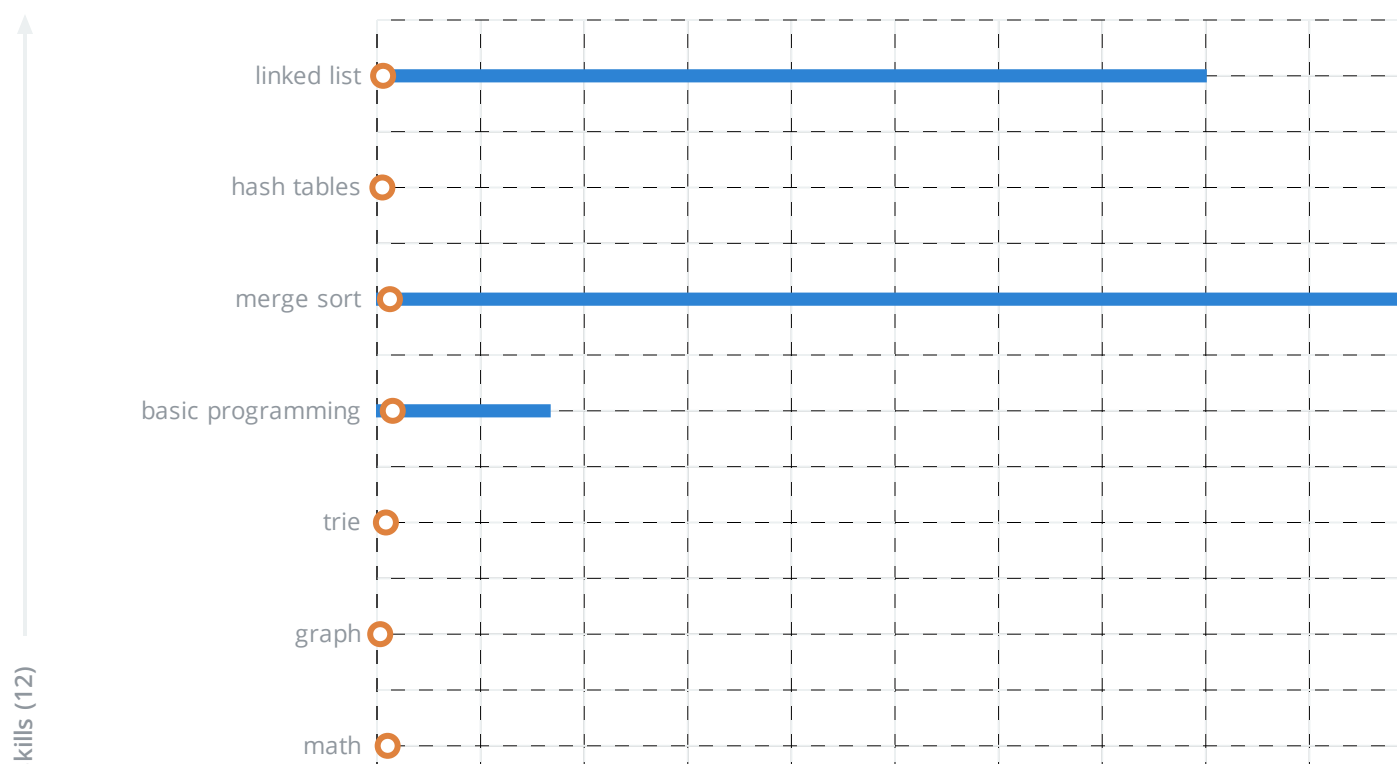 linked list
hash tables
merge sort
basic programming
trie
graph
math
kills (12)